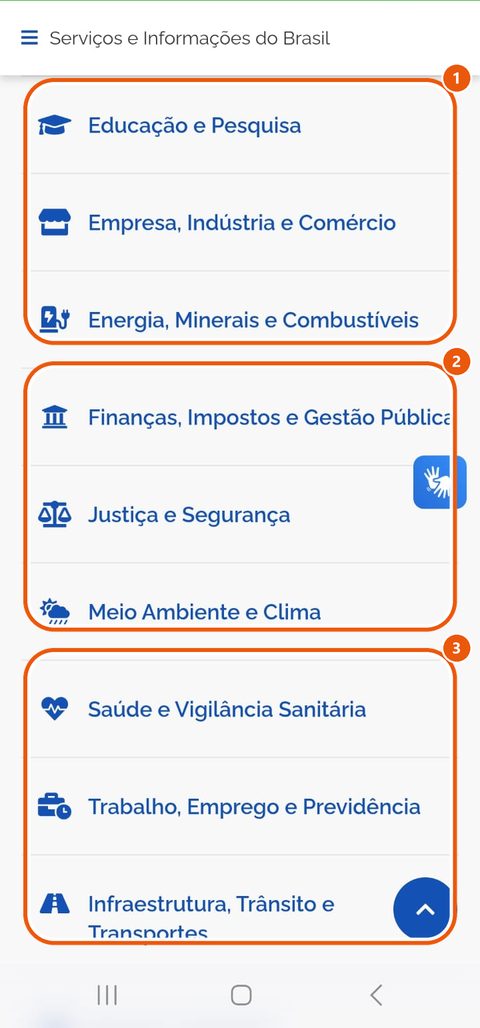 Serviços e Informações do Brasil
1
Educação e Pesquisa
Empresa, Indústria e Comércio
Energia, Minerais e Combustíveis
2
Finanças, Impostos e Gestão Pública
Justiça e Segurança
Meio Ambiente e Clima
3
Saúde e Vigilância Sanitária
Trabalho, Emprego e Previdência
Infraestrutura, Trânsito e
Transportes